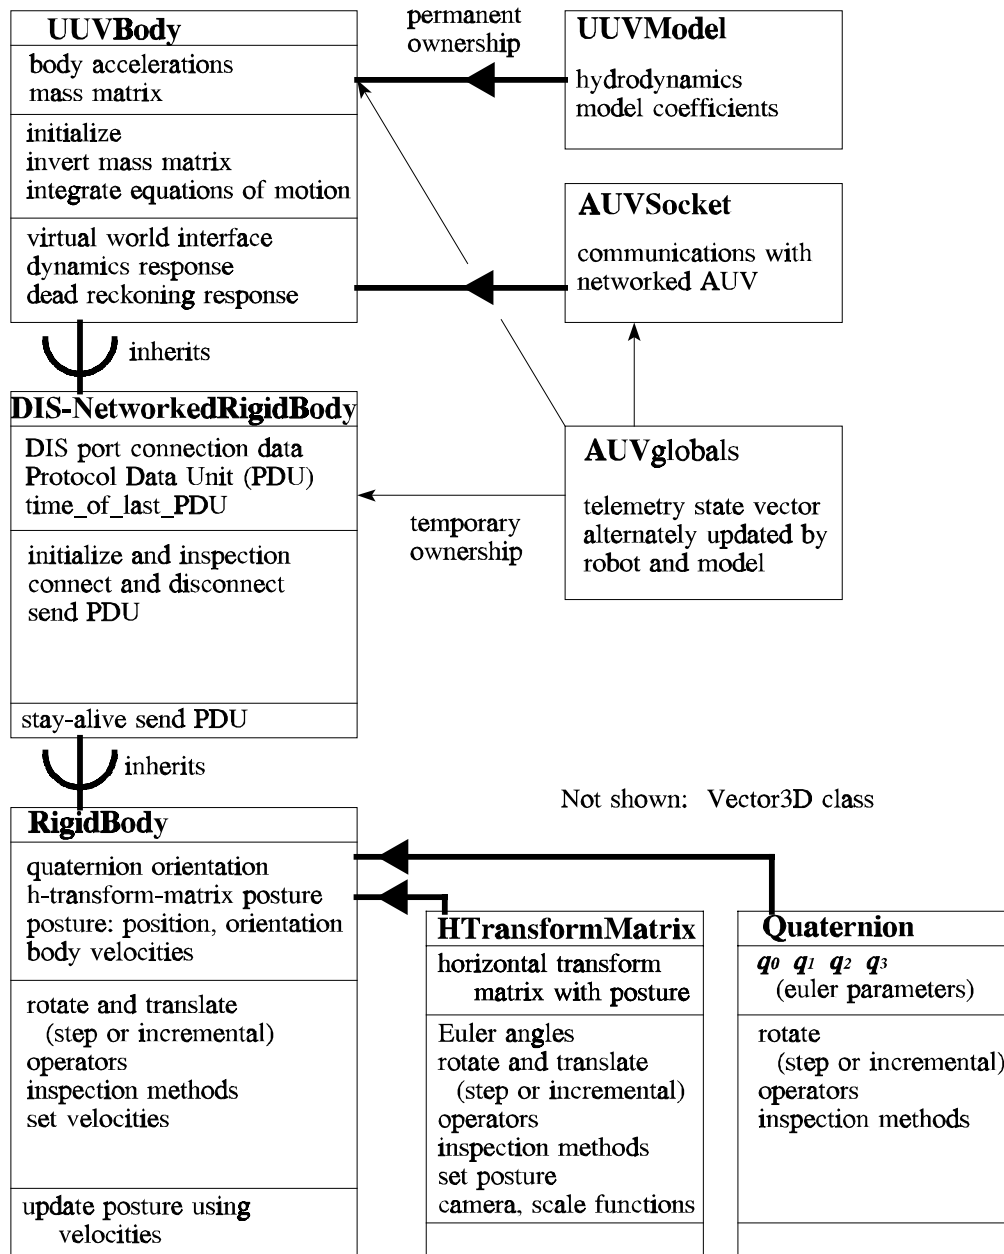 UUVBody
body accelerations
mass matrix
initialize
invert mass matrix
integrate equations of motion
virtual world interface
dynamics response
dead reckoning response
permanent
ownership
UUVModel
hydrodynamics
model coefficients
AUVSocket
communications with
networked AUV
inherits
DIS-NetworkedRigidBody
DIS port connection data
Protocol Data Unit (PDU)
time_of_last_PDU
initialize and inspection
connect and disconnect
send PDU
stay-alive send PDU
temporary
ownership
AUVglobals
telemetry state vector
alternately updated by
robot and model
inherits
Not shown: Vector3D class
RigidBody
quaternion orientation
h-transform-matrix posture
posture: position, orientation
body velocities
rotate and translate
(step or incremental)
operators
inspection methods
set velocities
update posture using
velocities
HTransformMatrix
horizontal transform
matrix with posture
Euler angles
rotate and translate
(step or incremental)
operators
inspection methods
set posture
camera, scale functions
Quaternion
q0 q1 q2 q3
(euler parameters)
rotate
(step or incremental)
operators
inspection methods